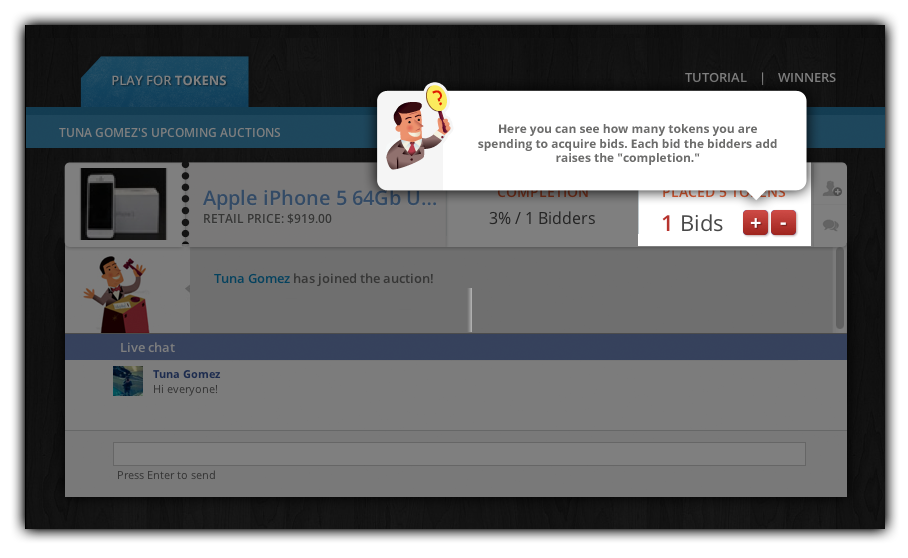 PLAY FOR TOKENS
TUTORIAL | WINNERS
TUNA GOMEZ'S UPCOMING AUCTIONS
?
Here you can see how many tokens you are
spending to acquire bids. Each bid the bidders add
raises the "completion."
Apple iPhone 5 64Gb U...
RETAIL PRICE: $919.00
COMPLETION
3% / 1 Bidders
PLACED 5 TOKENS
1 Bids + -
Tuna Gomez has joined the auction!
Live chat
Tuna Gomez
Hi everyone!
Press Enter to send